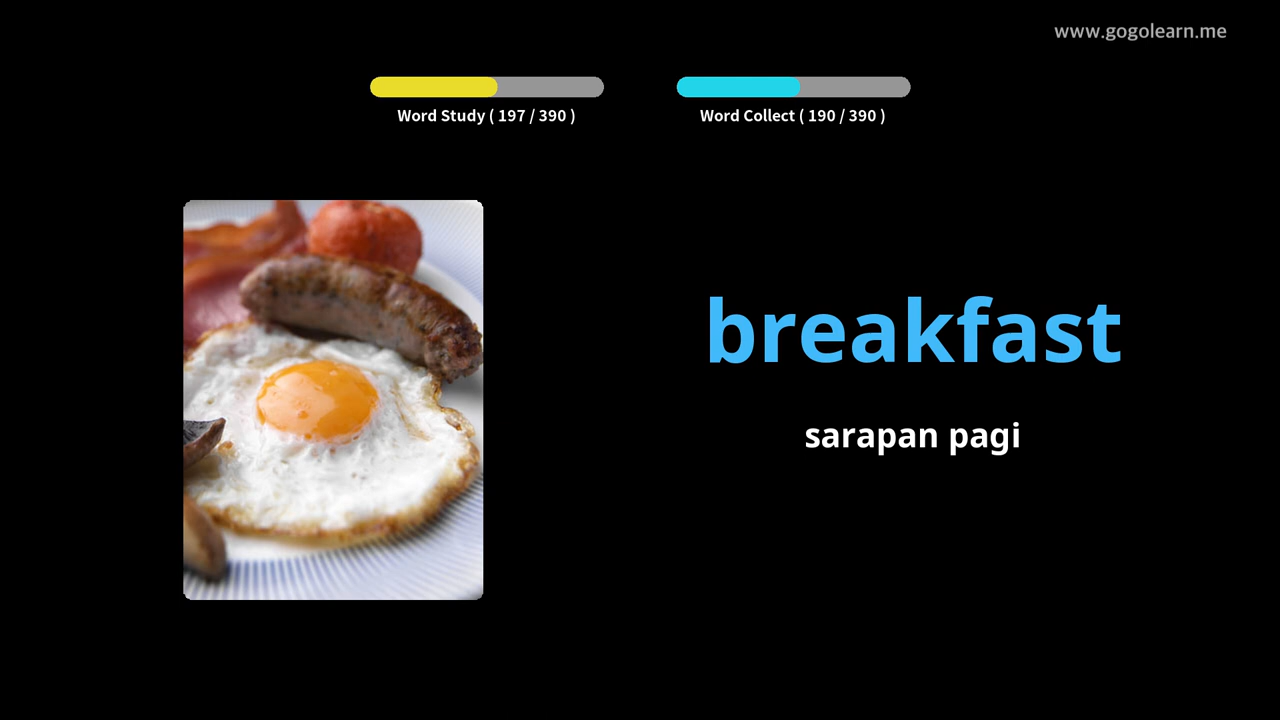 www.gogolearn.me
Word Study ( 197 / 390 )
Word Collect ( 190 / 390 )
breakfast
sarapan pagi